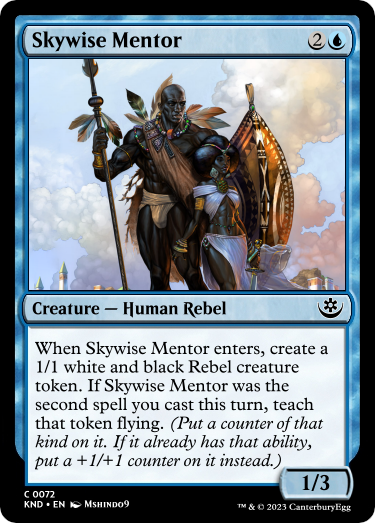 Skywise Mentor 2
Creature — Human Rebel
When Skywise Mentor enters, create a
1/1 white and black Rebel creature
token. If Skywise Mentor was the
second spell you cast this turn, teach
that token flying. (Put a counter of that
kind on it. If it already has that ability,
put a +1/+1 counter on it instead.)
1/3
C 0072
KND • EN Mshindo9
™ & © 2023 CanterburyEgg